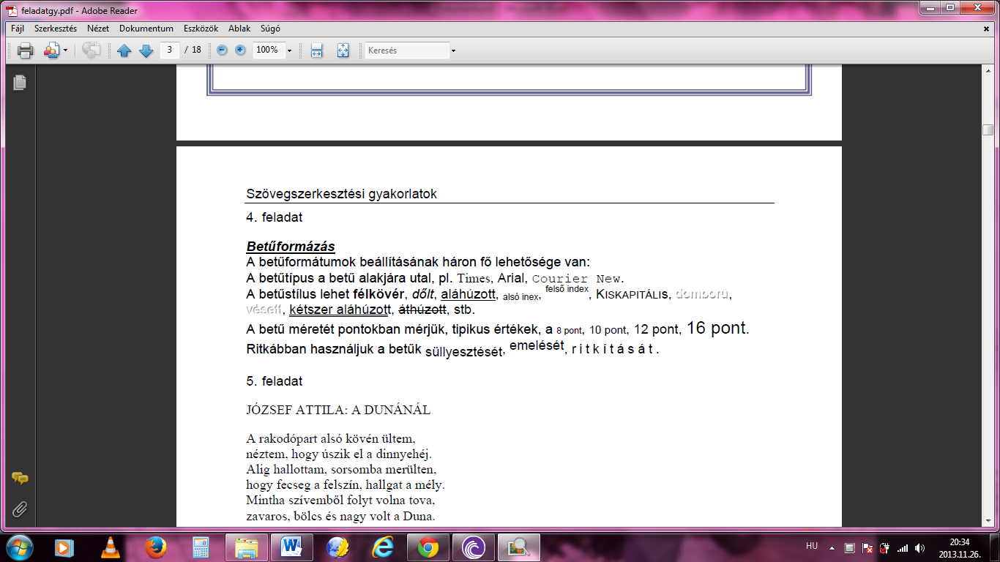 feladatgy.pdf - Adobe Reader
Fájl Szerkesztés Nézet Dokumentum Eszközök Ablak Súgó
3 / 18 100% Keresés
Szövegszerkesztési gyakorlatok
4. feladat
Betűformázás
A betűformátumok beállításának háron fő lehetősége van:
A betűtípus a betű alakjára utal, pl. Times, Arial, Courier New.
A betűstílus lehet félkövér, dőlt, aláhúzott, alsó inex, felső index, KISKAPITÁLIs, domború,
vésett, kétszer aláhúzott, áthúzott, stb.
A betű méretét pontokban mérjük, tipikus értékek, a 8 pont, 10 pont, 12 pont, 16 pont.
Ritkábban használjuk a betűk süllyesztését, emelését, r i t k í t á s á t .
5. feladat
JÓZSEF ATTILA: A DUNÁNÁL
A rakodópart alsó kövén ültem,
néztem, hogy úszik el a dinnyehéj.
Alig hallottam, sorsomba merülten,
hogy fecseg a felszín, hallgat a mély.
Mintha szívemből folyt volna tova,
zavaros, bölcs és nagy volt a Duna.
HU 20:34
2013.11.26.